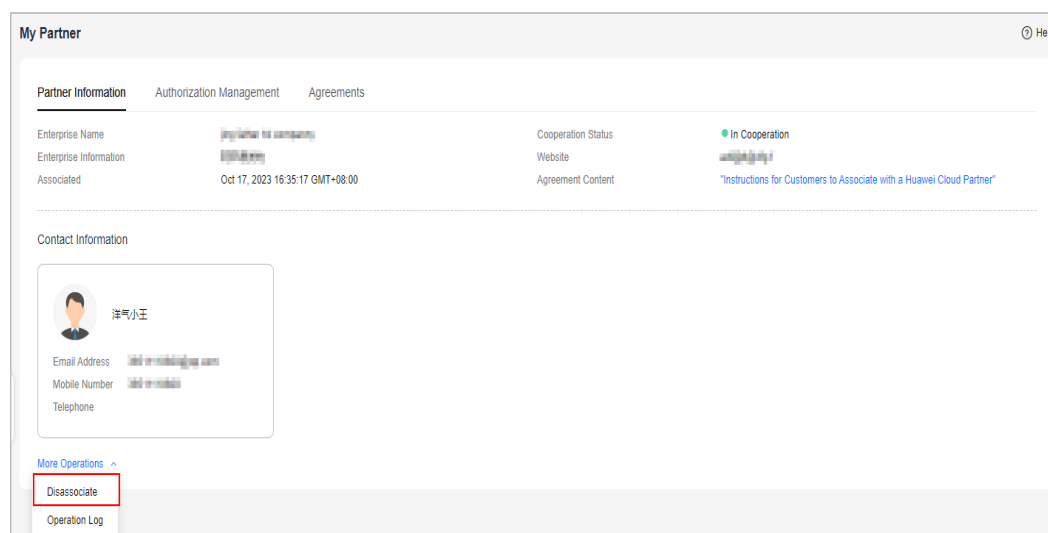 My Partner
He
Partner Information Authorization Management Agreements
Enterprise Name Cooperation Status In Cooperation
Enterprise Information Website
Associated Oct 17, 2023 16:35:17 GMT+08:00 Agreement Content "Instructions for Customers to Associate with a Huawei Cloud Partner"
Contact Information
洋气小王
Email Address
Mobile Number
Telephone
More Operations
Disassociate
Operation Log